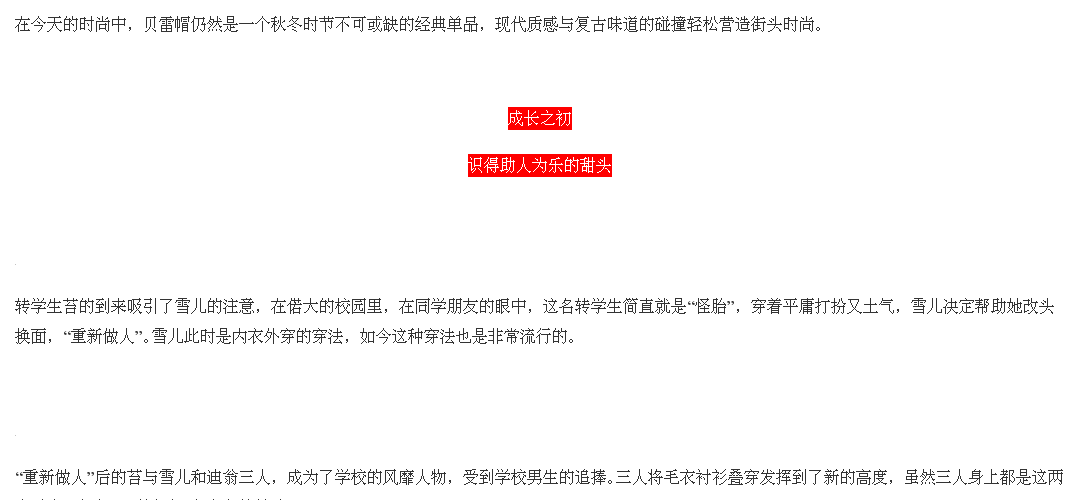 在今天的时尚中，贝雷帽仍然是一个秋冬时节不可或缺的经典单品，现代质感与复古味道的碰撞轻松营造街头时尚。
成长之初
识得助人为乐的甜头
转学生苔的到来吸引了雪儿的注意，在偌大的校园里，在同学朋友的眼中，这名转学生简直就是“怪胎”，穿着平庸打扮又土气，雪儿决定帮助她改头
换面，“重新做人”。雪儿此时是内衣外穿的穿法，如今这种穿法也是非常流行的。
“重新做人”后的苔与雪儿和迪翁三人，成为了学校的风靡人物，受到学校男生的追捧。三人将毛衣衬衫叠穿发挥到了新的高度，虽然三人身上都是这两